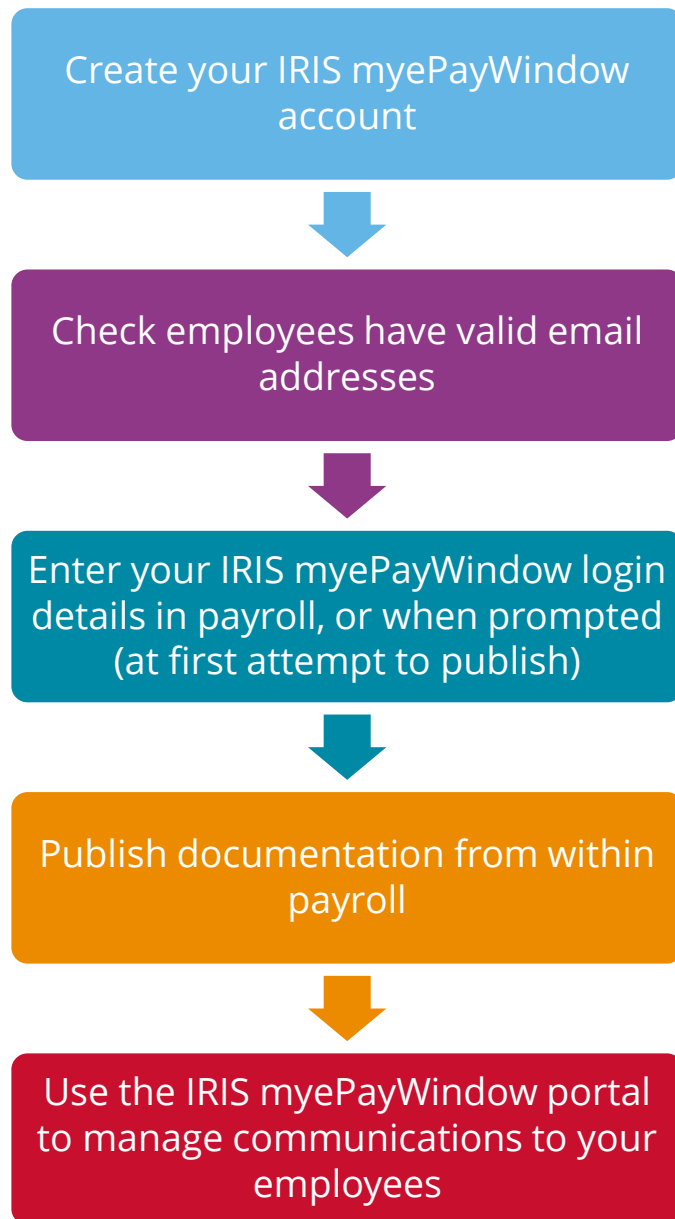 Create your IRIS myePayWindow
account
Check employees have valid email
addresses
Enter your IRIS myePayWindow login
details in payroll, or when prompted
(at first attempt to publish)
Publish documentation from within
payroll
Use the IRIS myePayWindow portal
to manage communications to your
employees